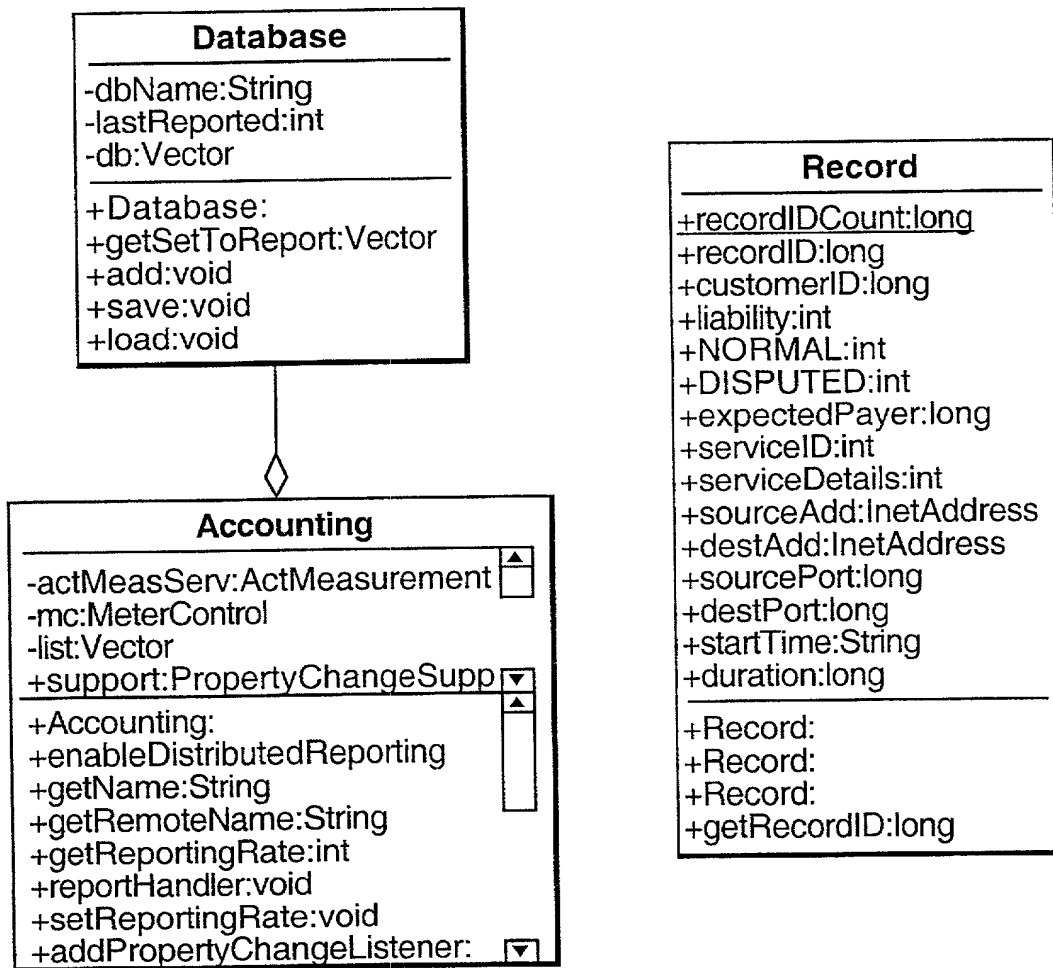 Database
-dbName:String
-lastReported:int
-db:Vector
+Database:
+getSetToReport:Vector
+add:void
+save:void
+load:void
Accounting
-actMeasServ:ActMeasurement
-mc:MeterControl
-list:Vector
+support:PropertyChangeSupp
+Accounting:
+enableDistributedReporting
+getName:String
+getRemoteName:String
+getReportingRate:int
+reportHandler:void
+setReportingRate:void
+addPropertyChangeListener:
Record
+recordIDCount:long
+recordID:long
+customerID:long
+liability:int
+NORMAL:int
+DISPUTED:int
+expectedPayer:long
+serviceID:int
+serviceDetails:int
+sourceAdd:InetAddress
+destAdd:InetAddress
+sourcePort:long
+destPort:long
+startTime:String
+duration:long
+Record:
+Record:
+Record:
+getRecordID:long